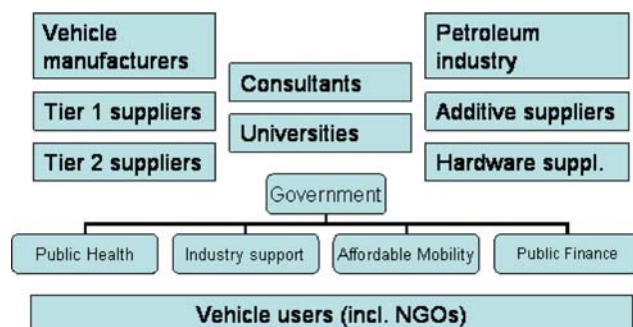 Vehicle
manufacturers
Tier 1 suppliers
Tier 2 suppliers
Consultants
Universities
Petroleum
industry
Additive suppliers
Hardware suppl.
Government
Public Health
Industry support
Affordable Mobility
Public Finance
Vehicle users (incl. NGOs)